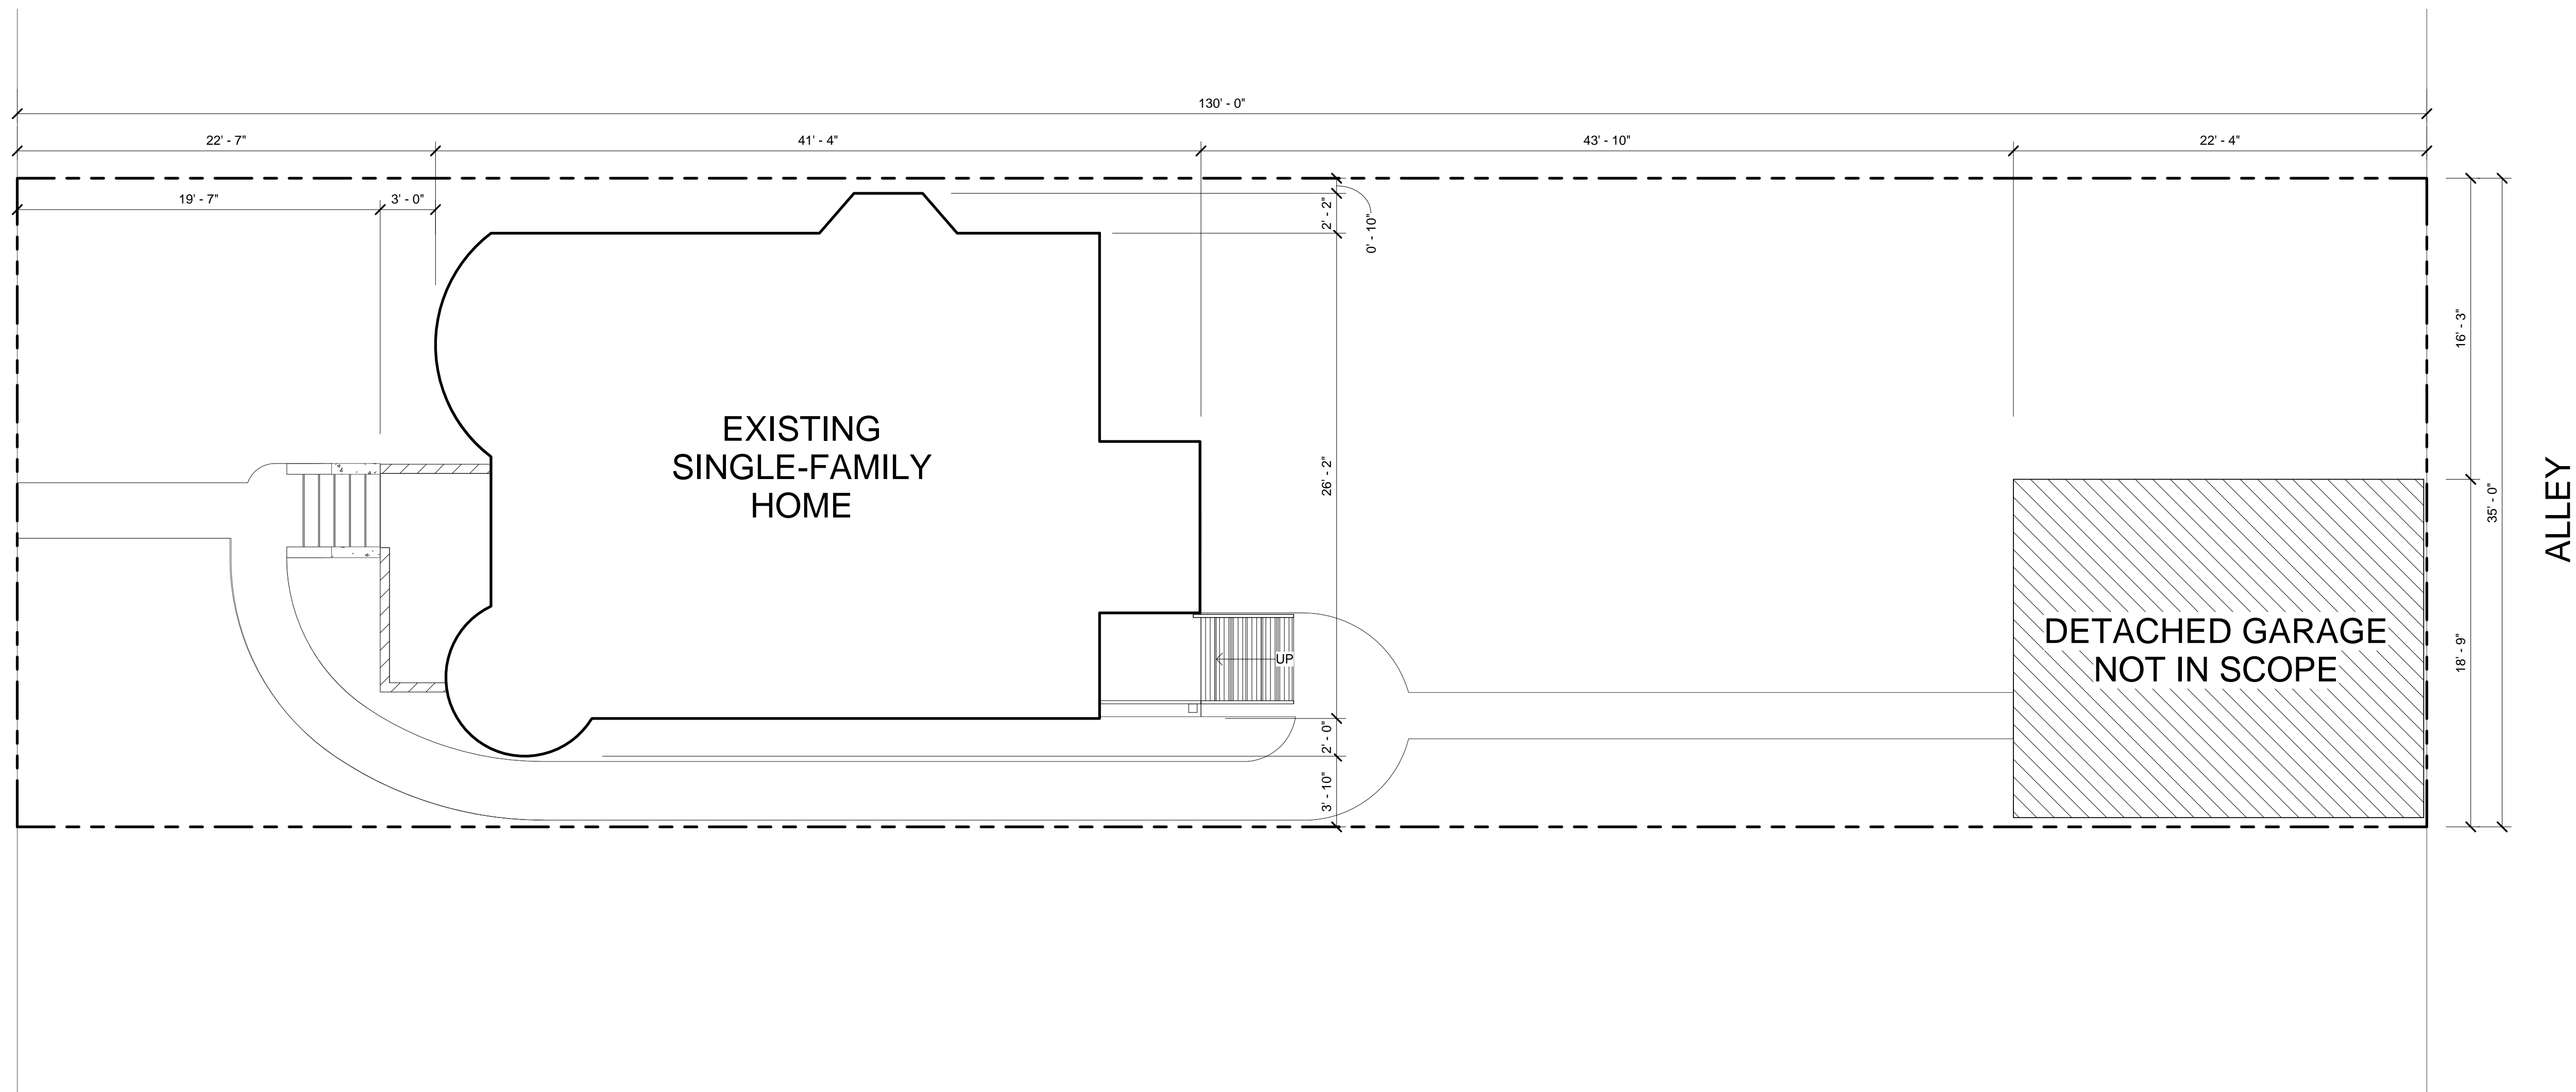 130' - 0"
22' - 7"
41' - 4"
43' - 10"
22' - 4"
19' - 7"
3' - 0"
2' - 2"
0' - 10"
16' - 3"
EXISTING
SINGLE-FAMILY
HOME
26' - 2"
35' - 0"
ALLEY
DETACHED GARAGE
NOT IN SCOPE
18' - 9"
UP
2' - 0"
3' - 10"